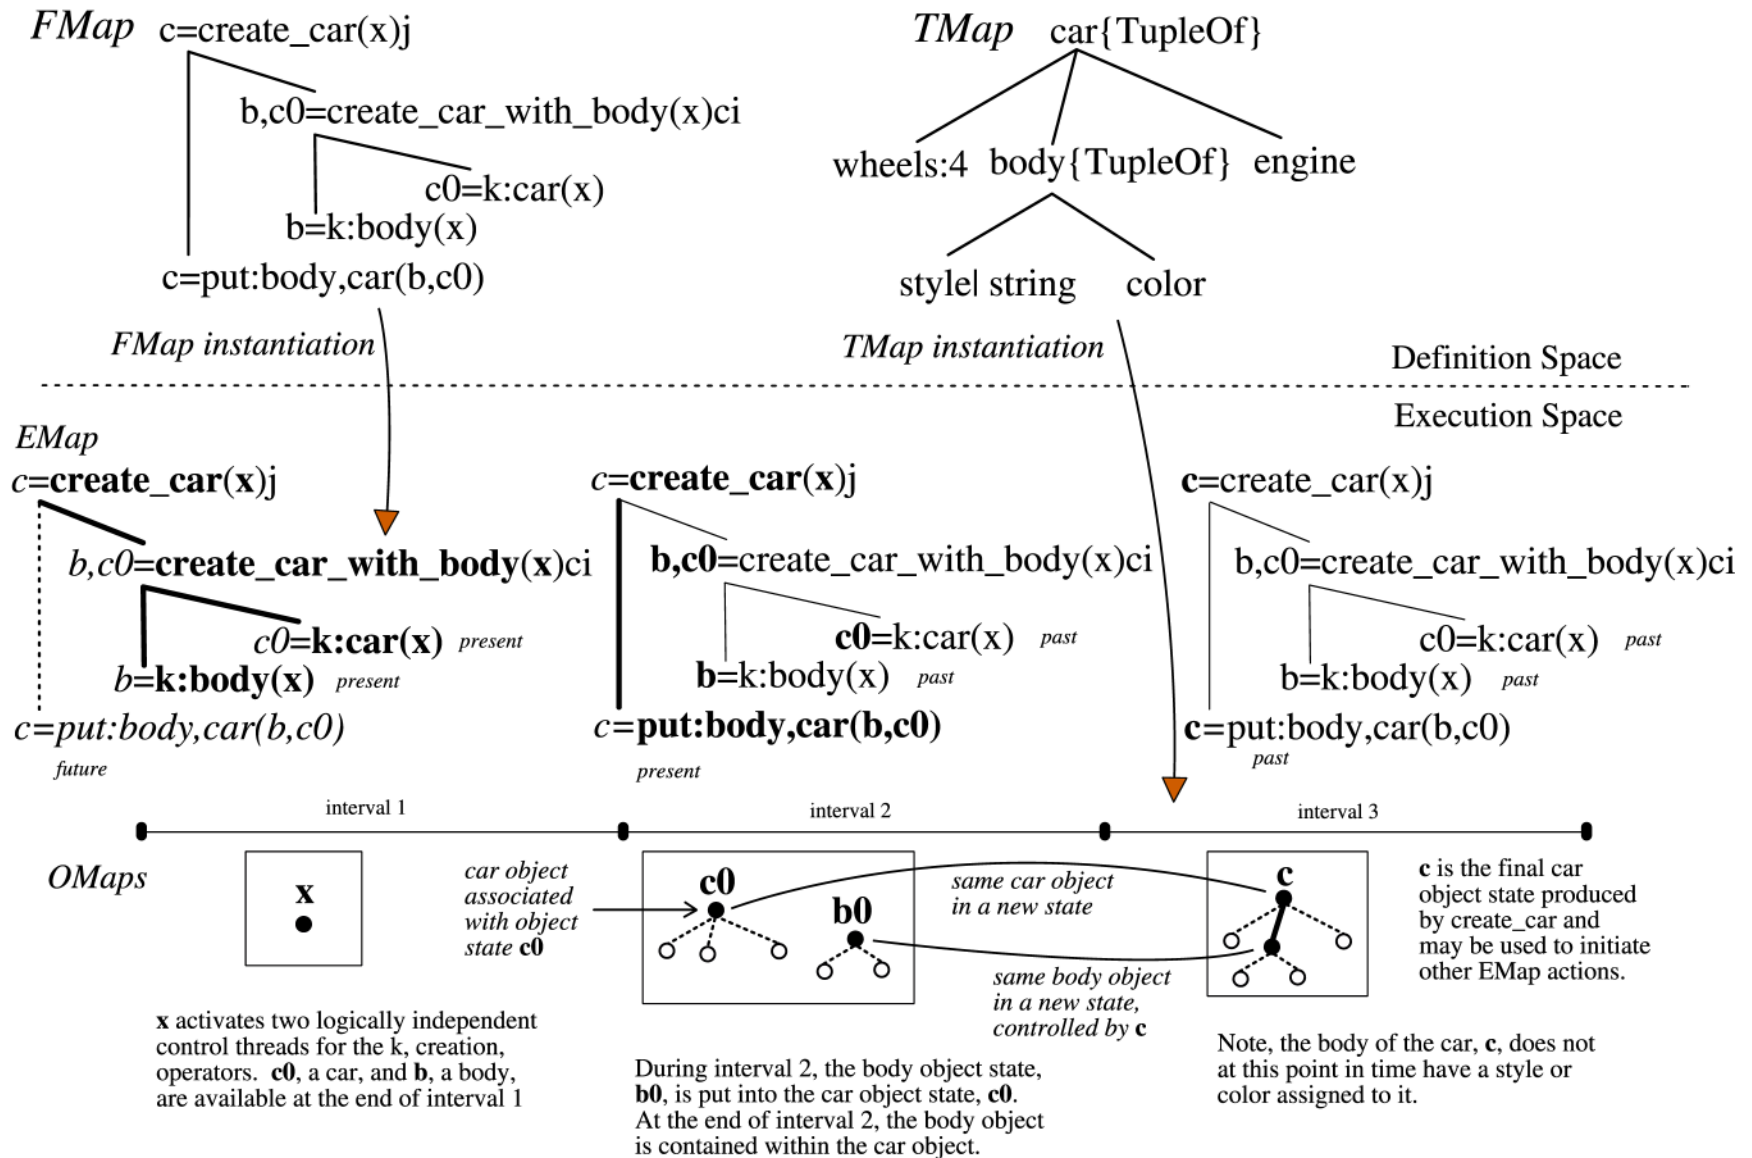 FMap c=create_car(x)j
b,c0=create_car_with_body(x)ci
c0=k:car(x)
b=k:body(x)
c=put:body,car(b,c0)
FMap instantiation
TMap car{TupleOf}
wheels:4 body{TupleOf} engine
style| string color
TMap instantiation
Definition Space
Execution Space
EMap
c=create_car(x)j
b,c0=create_car_with_body(x)ci
c0=k:car(x) present
b=k:body(x) present
c=put:body,car(b,c0)
future
c=create_car(x)j
b,c0=create_car_with_body(x)ci
c0=k:car(x) past
b=k:body(x) past
c=put:body,car(b,c0)
present
c=create_car(x)j
b,c0=create_car_with_body(x)ci
c0=k:car(x) past
b=k:body(x) past
c=put:body,car(b,c0)
past
interval 1
interval 2
interval 3
OMaps
x
car object
associated
with object
state c0
c0
b0
same car object
in a new state
same body object
in a new state,
controlled by c
c
c is the final car
object state produced
by create_car and
may be used to initiate
other EMap actions.
x activates two logically independent
control threads for the k, creation,
operators. c0, a car, and b, a body,
are available at the end of interval 1
During interval 2, the body object state,
b0, is put into the car object state, c0.
At the end of interval 2, the body object
is contained within the car object.
Note, the body of the car, c, does not
at this point in time have a style or
color assigned to it.